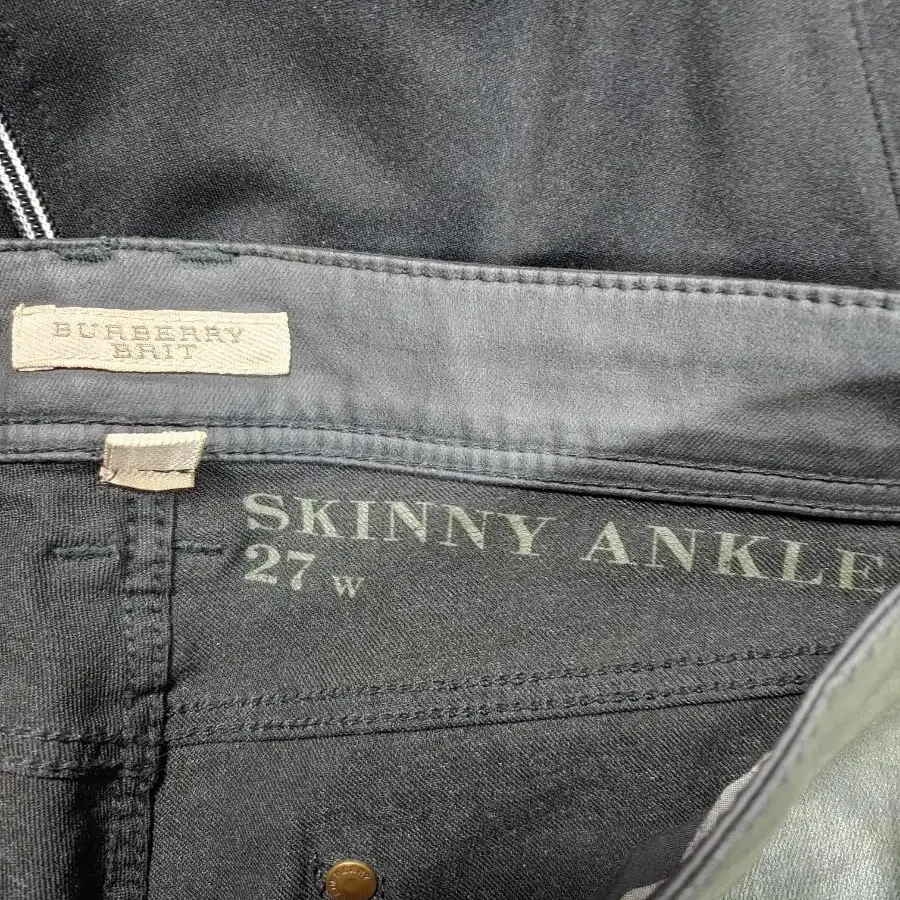 BURBERRY
BRIT
SKINNY ANKLE
27 W